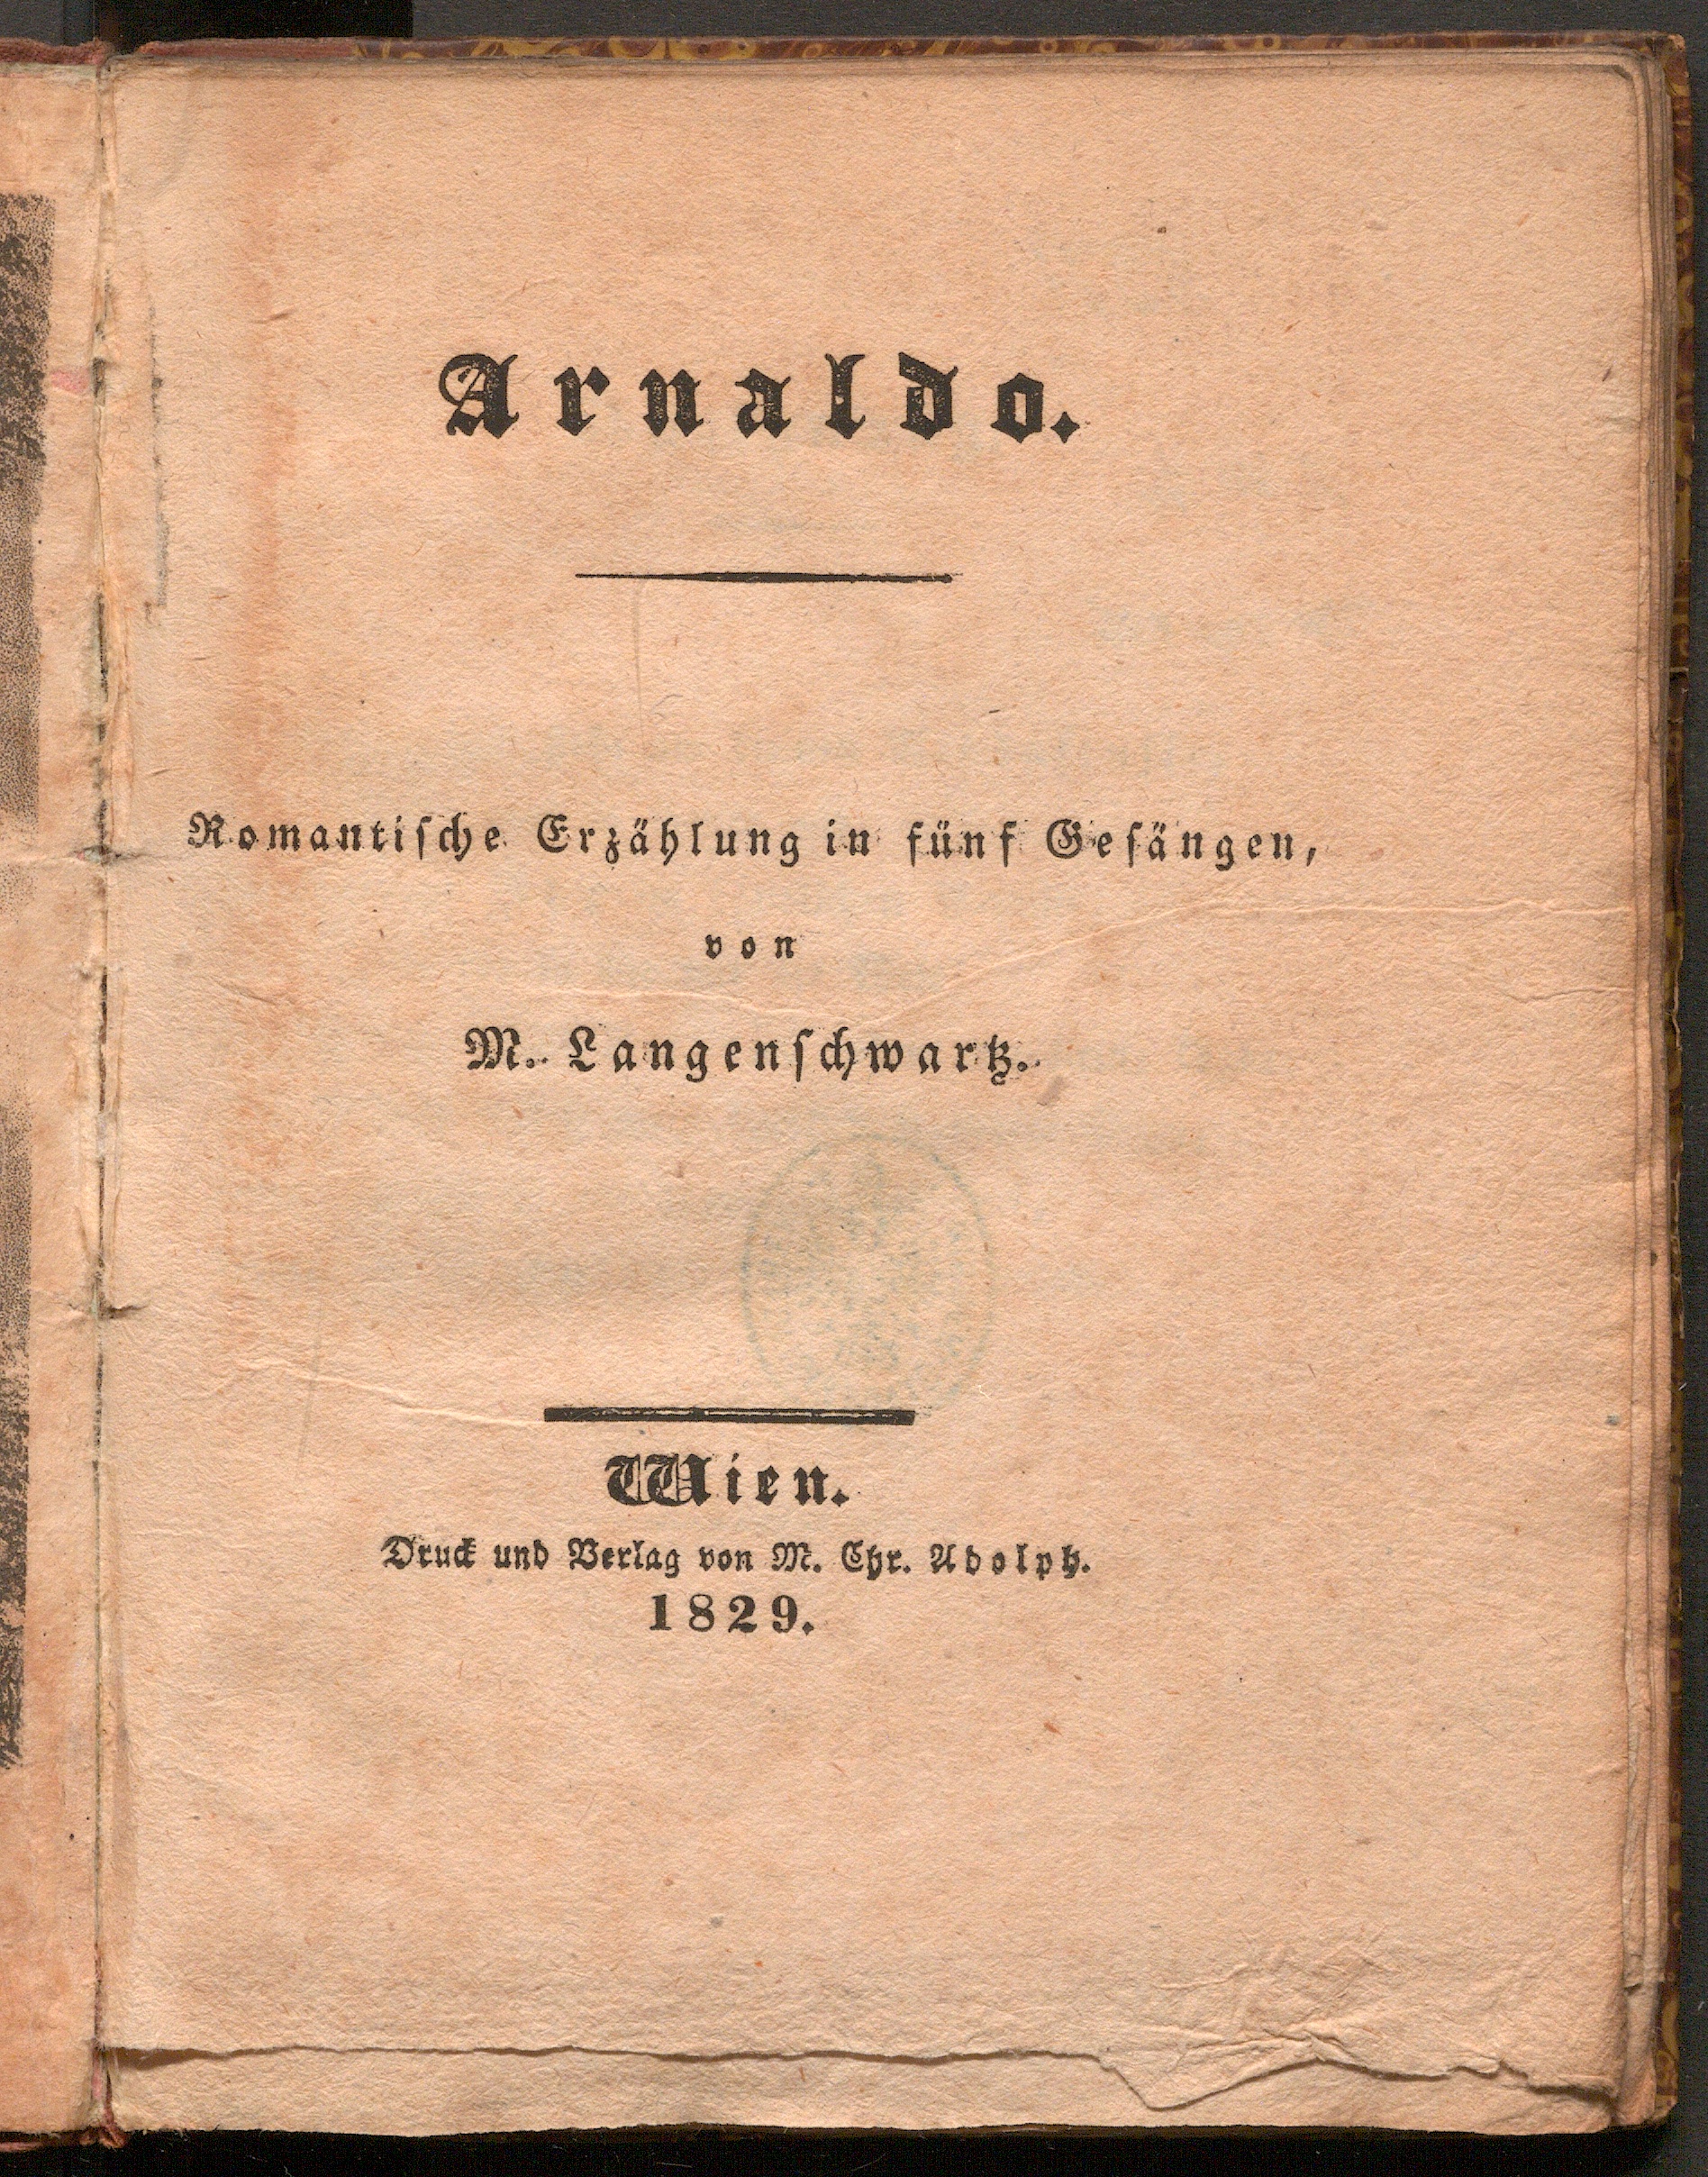 Arnaldo.
Romantiſche Erzählung in fünf Geſängen,
von
M. Langenſchwartz.
Wien.
Druck und Verlag von M. Chr. Adolph.
1829.